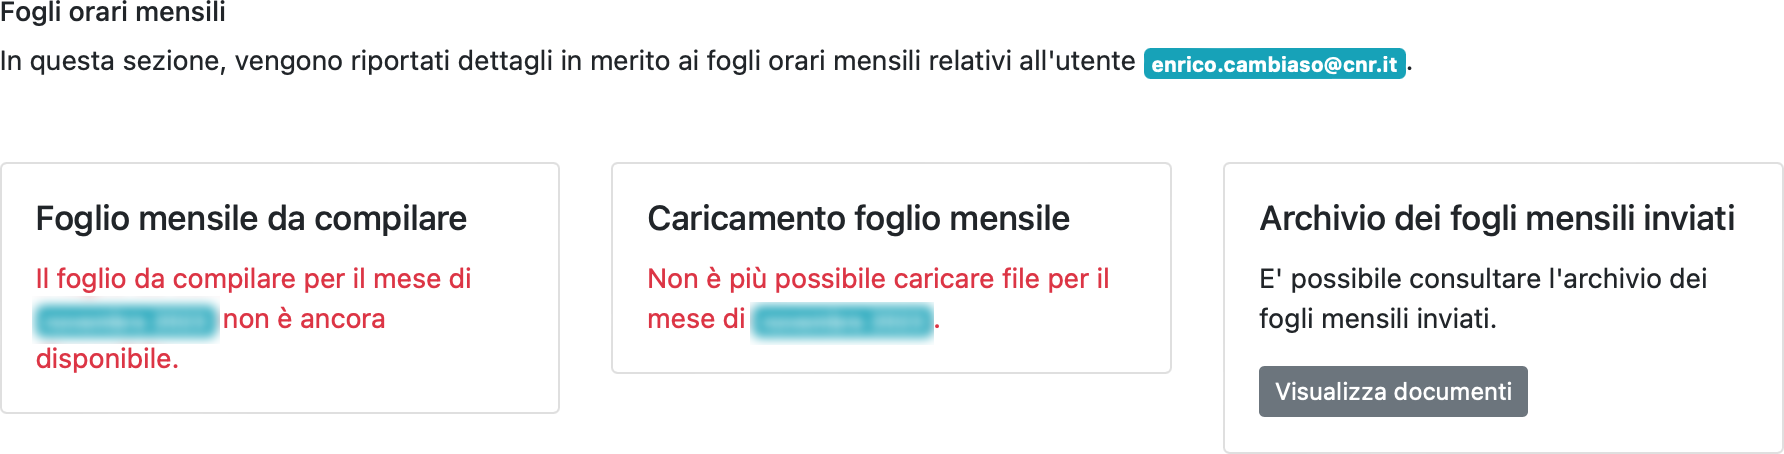 Fogli orari mensili
In questa sezione, vengono riportati dettagli in merito ai fogli orari mensili relativi all'utente enrico.cambiaso@cnr.it.
Foglio mensile da compilare
Il foglio da compilare per il mese di
non è ancora
disponibile.
Caricamento foglio mensile
Non è più possibile caricare file per il
mese di .
Archivio dei fogli mensili inviati
E' possibile consultare l'archivio dei
fogli mensili inviati.
Visualizza documenti